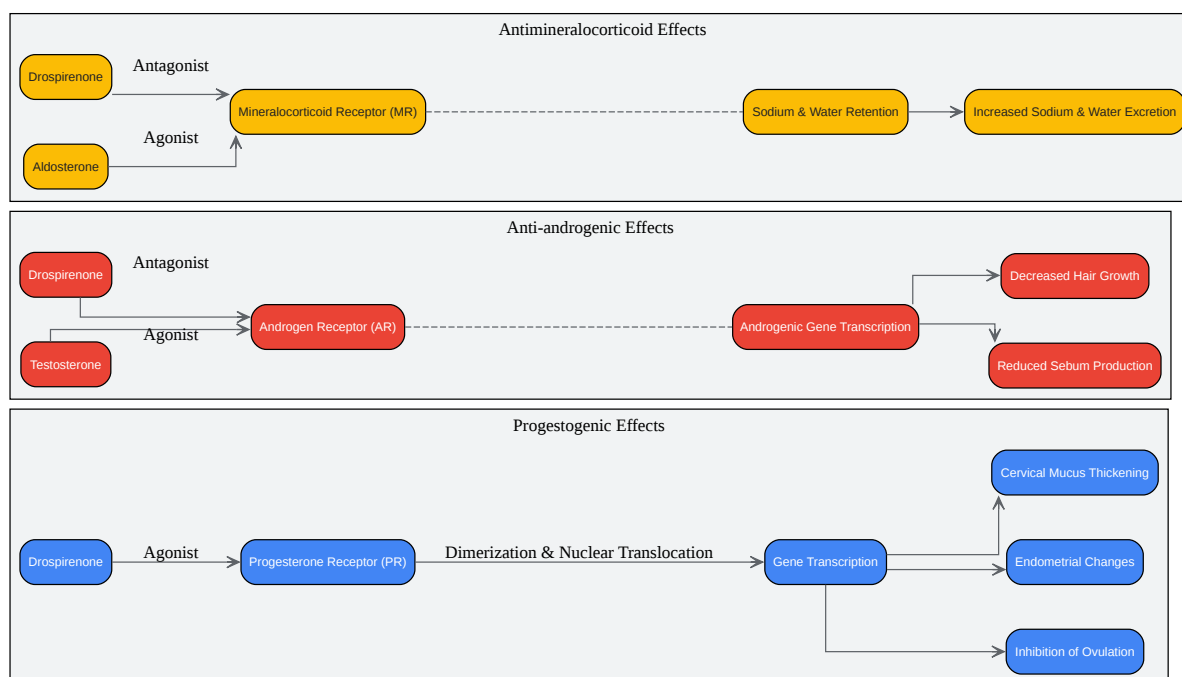 Antimineralocorticoid Effects
Drospirenone
Antagonist
Mineralocorticoid Receptor (MR)
Sodium & Water Retention
Increased Sodium & Water Excretion
Agonist
Aldosterone
Anti-androgenic Effects
Drospirenone
Antagonist
Decreased Hair Growth
Androgen Receptor (AR)
Androgenic Gene Transcription
Agonist
Testosterone
Reduced Sebum Production
Progestogenic Effects
Cervical Mucus Thickening
Drospirenone
Agonist
Progesterone Receptor (PR)
Dimerization & Nuclear Translocation
Gene Transcription
Endometrial Changes
Inhibition of Ovulation